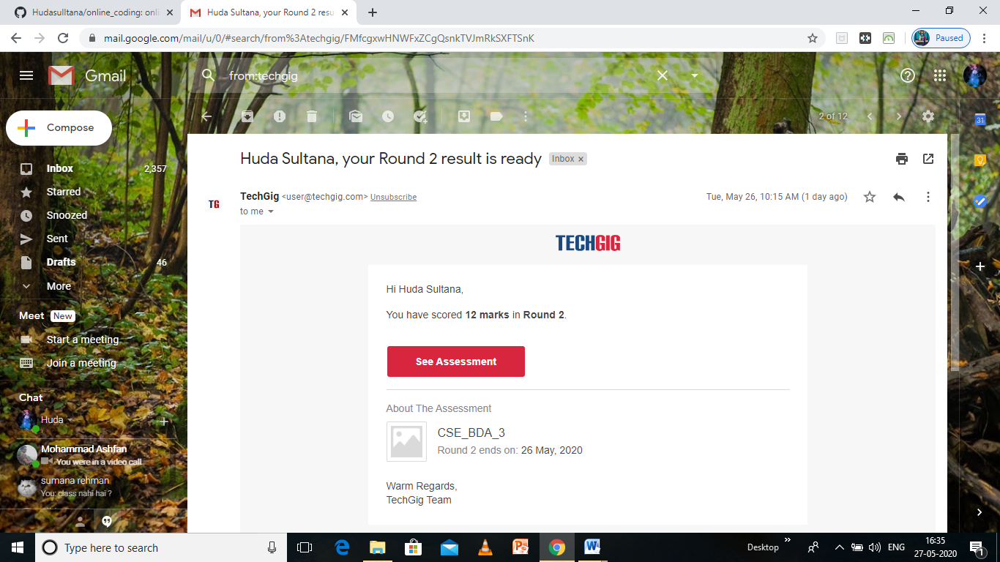 Hudasulltana/online_coding: onli
Huda Sultana, your Round 2 resu
mail.google.com/mail/u/0/#search/from%3Atechgig/FMfcgxwHNWFxZCgQsnkTVJmRkSXFTSnK
Paused
Gmail
from:techgig
Compose
2 of 12
31
Inbox 2,357
Starred
Snoozed
Sent
Drafts 46
More
Meet New
Start a meeting
Join a meeting
Chat
Huda
Mohammad Ashfan
You were in a video call
sumana rehman
You: class nahi hai ?
Huda Sultana, your Round 2 result is ready Inbox x
TG
TechGig <user@techgig.com> Unsubscribe
Tue, May 26, 10:15 AM (1 day ago)
to me
TECHGIG
Hi Huda Sultana,
You have scored 12 marks in Round 2.
See Assessment
About The Assessment
CSE_BDA_3
Round 2 ends on: 26 May, 2020
Warm Regards,
TechGig Team
Type here to search
Desktop
ENG
16:35
27-05-2020
1